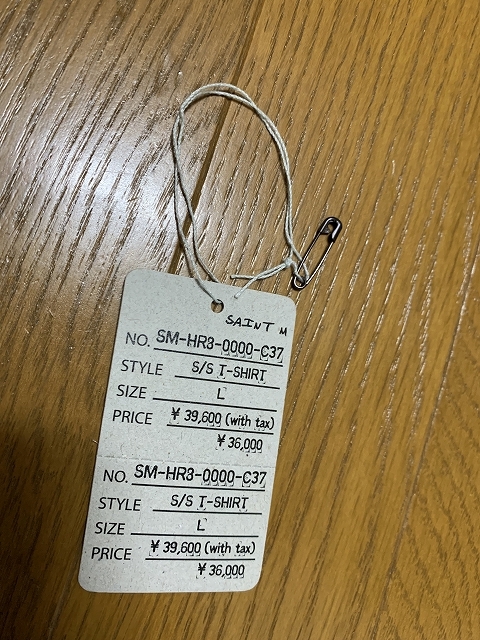 SAINT M
NO. SM-HR3-0000-C37
STYLE S/S T-SHIRT
SIZE L
PRICE ¥39,600 (with tax)
¥36,000
NO. SM-HR3-0000-C37
STYLE S/S T-SHIRT
SIZE L
PRICE ¥39,600 (with tax)
¥36,000